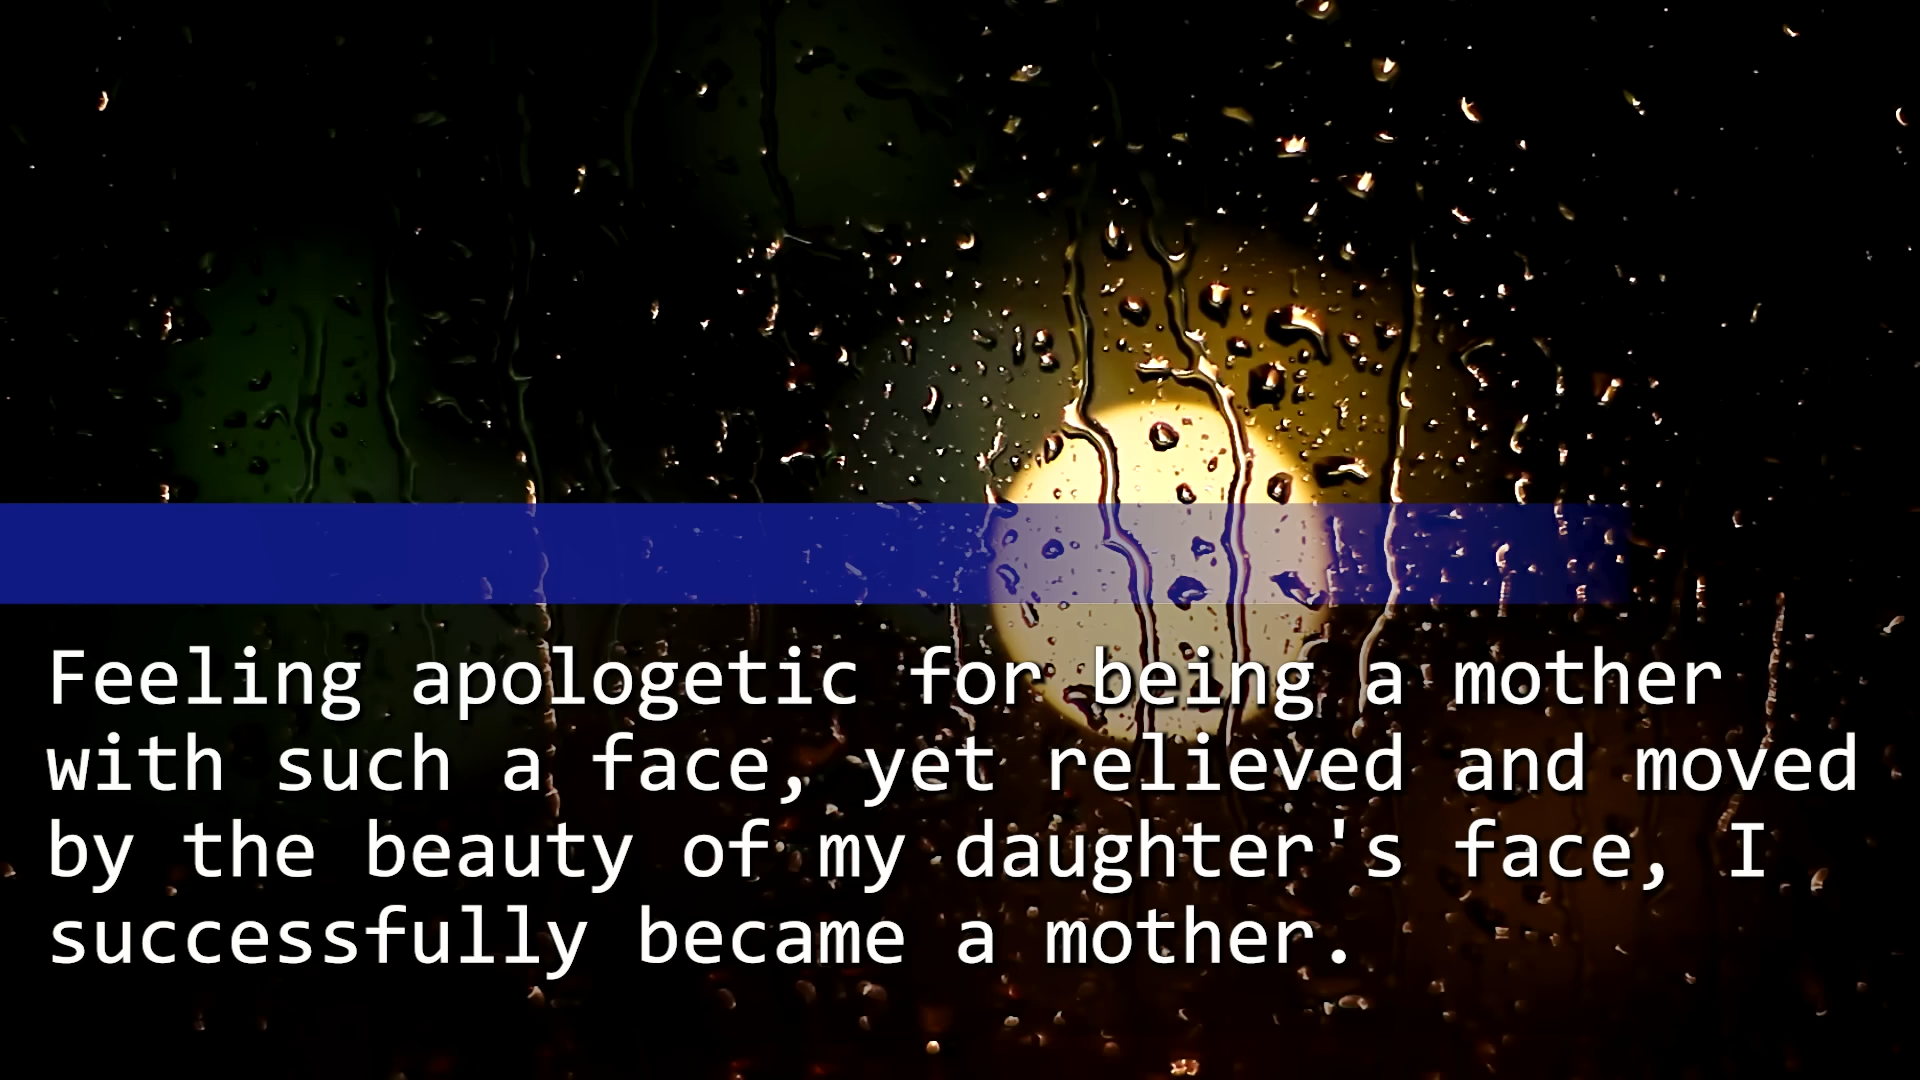 Feeling apologetic for being a mother
with such a face, yet relieved and moved
by the beauty of my daughter's face, I
successfully became a mother.